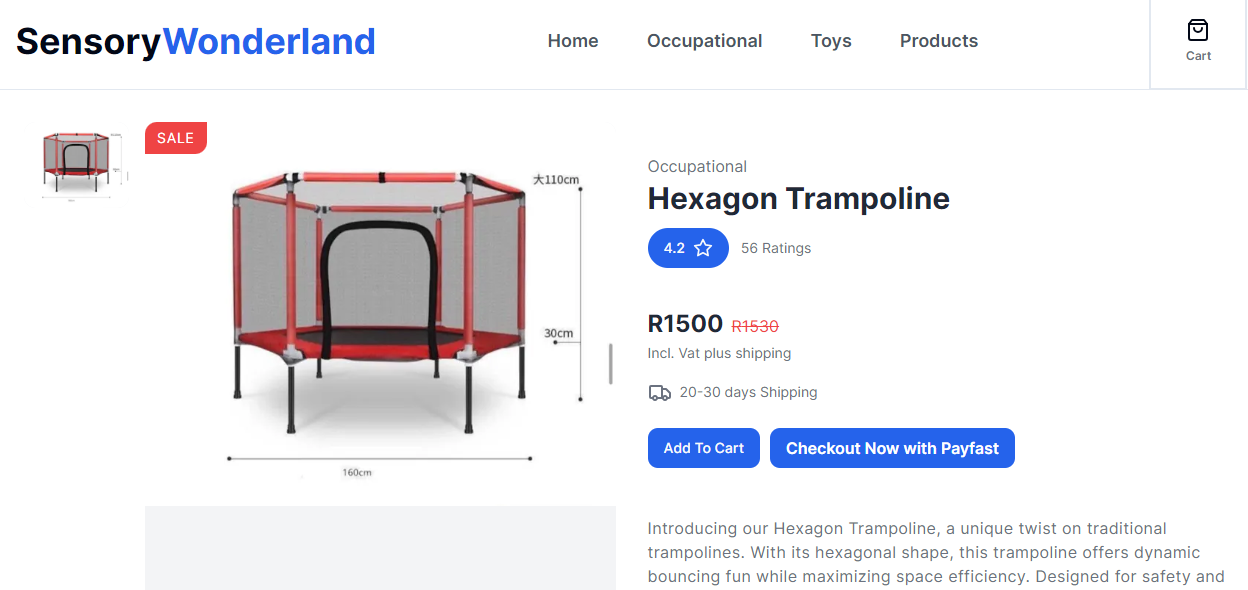 SensoryWonderland
Home
Occupational
Toys
Products
Cart
SALE
大110cm
30cm
160cm
Occupational
Hexagon Trampoline
4.2
56 Ratings
R1500 R1530
Incl. Vat plus shipping
20-30 days Shipping
Add To Cart
Checkout Now with Payfast
Introducing our Hexagon Trampoline, a unique twist on traditional
trampolines. With its hexagonal shape, this trampoline offers dynamic
bouncing fun while maximizing space efficiency. Designed for safety and